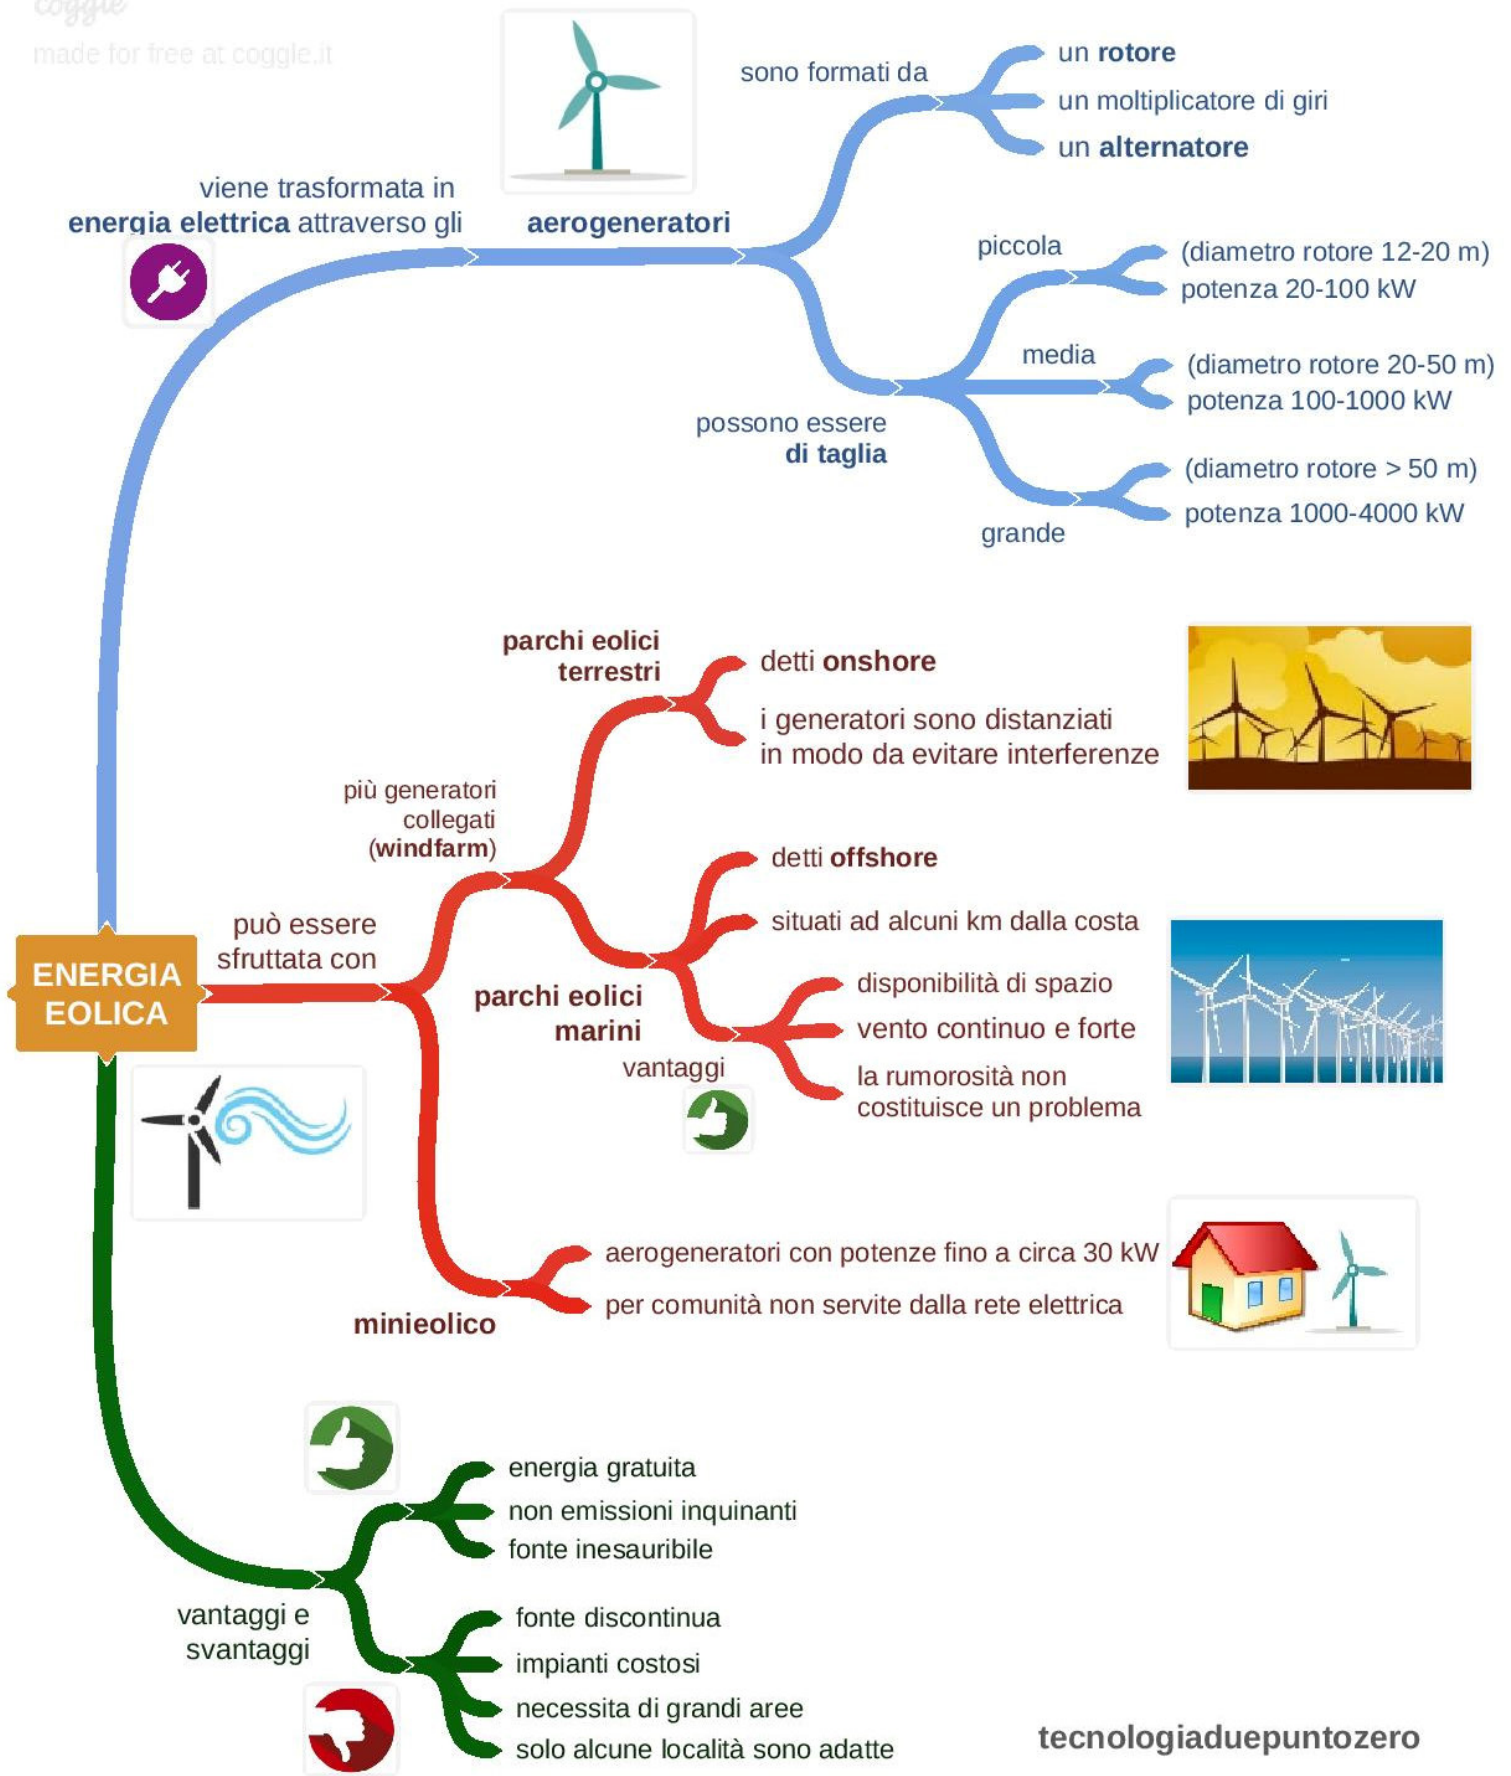 coggle
made for free at coggle.it
sono formati da
un rotore
un moltiplicatore di giri
un alternatore
viene trasformata in
energia elettrica attraverso gli
aerogeneratori
piccola
(diametro rotore 12-20 m)
potenza 20-100 kW
media
(diametro rotore 20-50 m)
potenza 100-1000 kW
possono essere
di taglia
(diametro rotore > 50 m)
potenza 1000-4000 kW
grande
parchi eolici
terrestri
detti onshore
i generatori sono distanziati
in modo da evitare interferenze
più generatori
collegati
(windfarm)
detti offshore
situati ad alcuni km dalla costa
può essere
sfruttata con
ENERGIA
EOLICA
parchi eolici
marini
disponibilità di spazio
vento continuo e forte
vantaggi
la rumorosità non
costituisce un problema
aerogeneratori con potenze fino a circa 30 kW
per comunità non servite dalla rete elettrica
minieolico
energia gratuita
non emissioni inquinanti
fonte inesauribile
vantaggi e
svantaggi
fonte discontinua
impianti costosi
necessita di grandi aree
solo alcune località sono adatte
tecnologiaduepuntozero